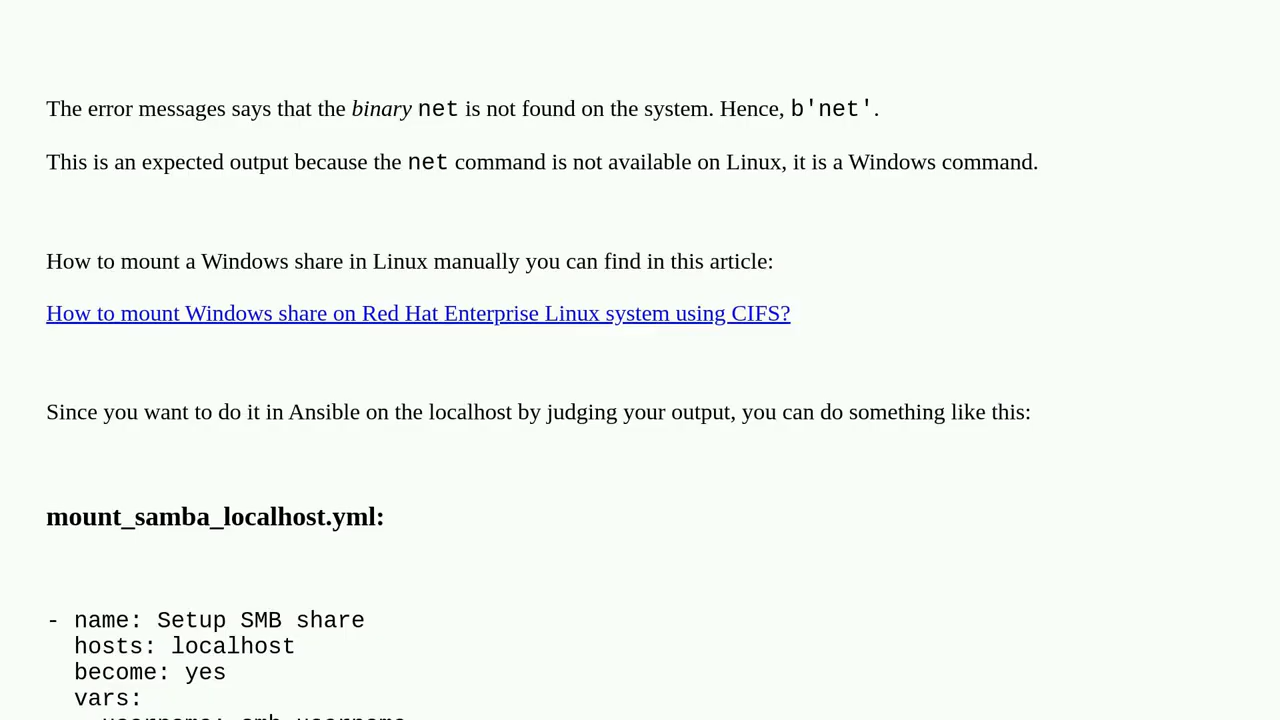 The error messages says that the binary net is not found on the system. Hence, b'net'.
This is an expected output because the net command is not available on Linux, it is a Windows command.
How to mount a Windows share in Linux manually you can find in this article:
How to mount Windows share on Red Hat Enterprise Linux system using CIFS?
Since you want to do it in Ansible on the localhost by judging your output, you can do something like this:
mount_samba_localhost.yml:
- name: Setup SMB share
  hosts: localhost
  become: yes
  vars: